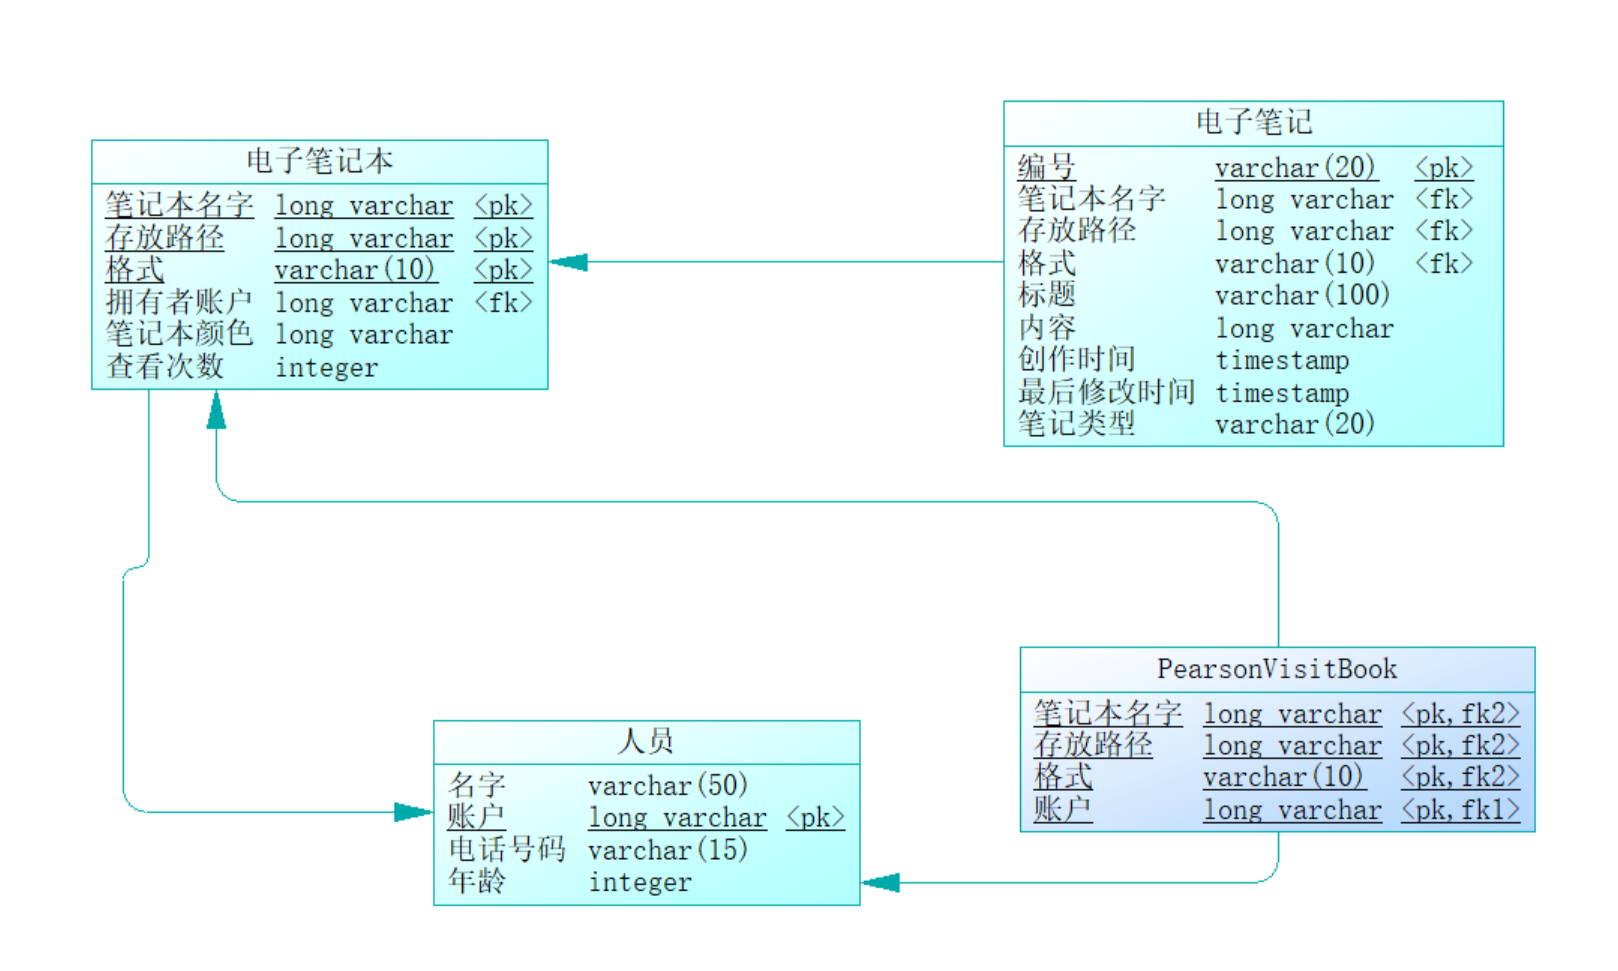 电子笔记本
笔记本名字 long varchar <pk>
存放路径 long varchar <pk>
格式 varchar(10) <pk>
拥有者账户 long varchar <fk>
笔记本颜色 long varchar
查看次数 integer
电子笔记
编号 varchar(20) <pk>
笔记本名字 long varchar <fk>
存放路径 long varchar <fk>
格式 varchar(10) <fk>
标题 varchar(100)
内容 long varchar
创作时间 timestamp
最后修改时间 timestamp
笔记类型 varchar(20)
人员
名字 varchar(50)
账户 long varchar <pk>
电话号码 varchar(15)
年龄 integer
PearsonVisitBook
笔记本名字 long varchar <pk,fk2>
存放路径 long varchar <pk,fk2>
格式 varchar(10) <pk,fk2>
账户 long varchar <pk,fk1>